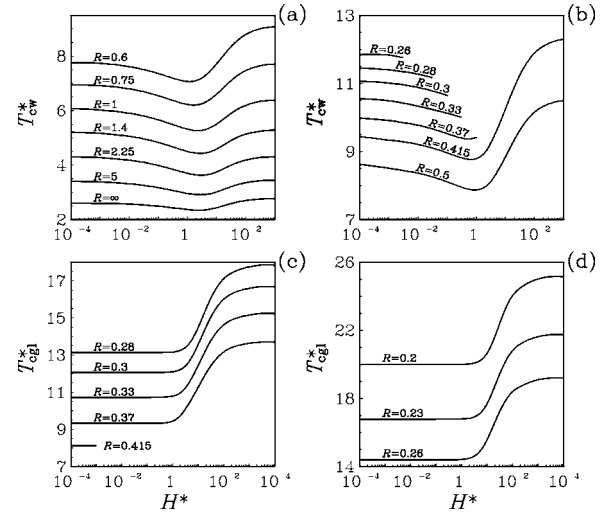 (a)
T*cw
8
6
4
2
R=0.6
R=0.75
R=1
R=1.4
R=2.25
R=5
R=∞
10⁻⁴ 10⁻² 1 10² 10⁴
(b)
T*cw
13
11
9
7
R=0.26
R=0.28
R=0.3
R=0.33
R=0.37
R=0.415
R=0.5
10⁻⁴ 10⁻² 1 10²
(c)
T*cgl
17
15
13
11
9
7
R=0.28
R=0.3
R=0.33
R=0.37
R=0.415
10⁻⁴ 10⁻² 1 10² 10⁴
H*
(d)
T*cgl
26
22
18
14
R=0.2
R=0.23
R=0.26
10⁻⁴ 10⁻² 1 10² 10⁴
H*